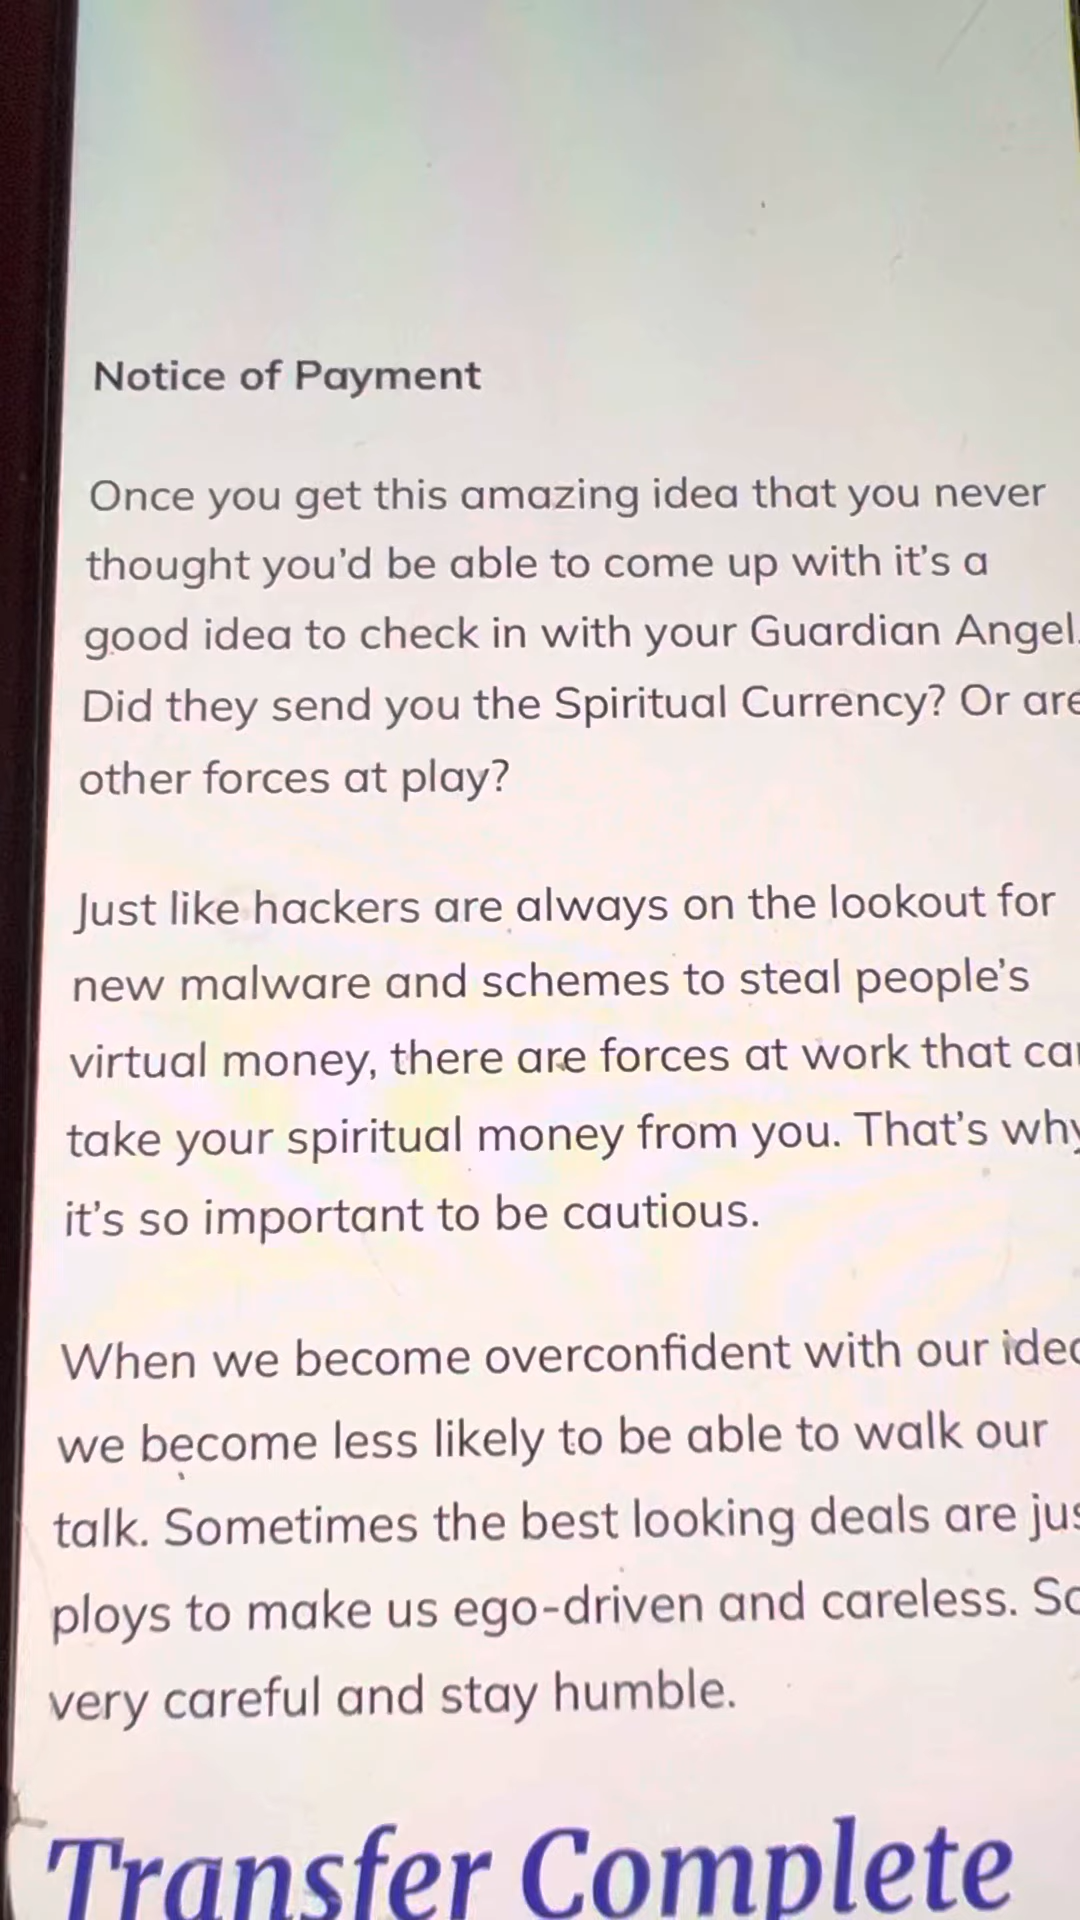 Notice of Payment
Once you get this amazing idea that you never
thought you'd be able to come up with it's a
good idea to check in with your Guardian Angel.
Did they send you the Spiritual Currency? Or are
other forces at play?
Just like hackers are always on the lookout for
new malware and schemes to steal people's
virtual money, there are forces at work that
take your spiritual money from you. That's why
it's so important to be cautious.
When we become overconfident with our
we become less likely to be able to walk our
talk. Sometimes the best looking deals are
ploys to make us ego-driven and careless.
very careful and stay humble.
Transfer Complete